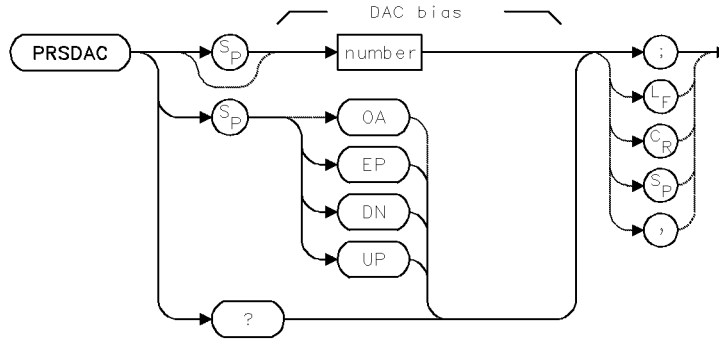 DAC bias
PRSDAC
SP
number
;
SP
OA
LF
EP
CR
DN
SP
UP
,
?